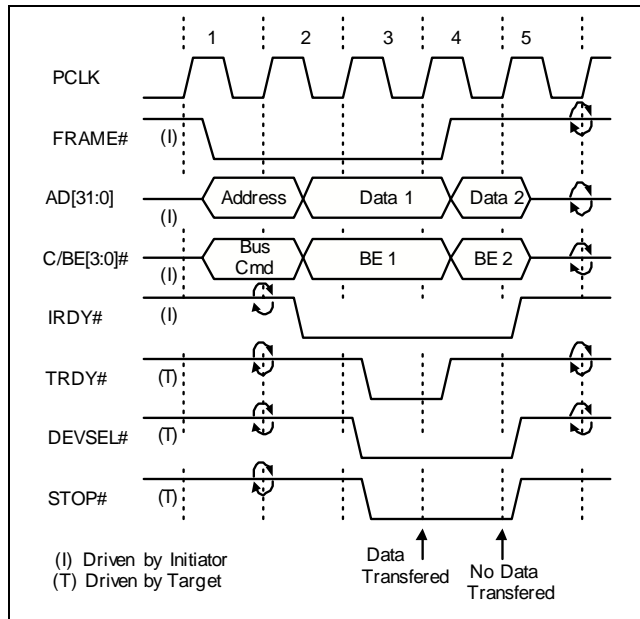 1 2 3 4 5
PCLK
FRAME# (I)
AD[31:0] (I) Address Data 1 Data 2
C/BE[3:0]# (I) Bus Cmd BE 1 BE 2
IRDY# (I)
TRDY# (T)
DEVSEL# (T)
STOP# (T)
(I) Driven by Initiator
(T) Driven by Target
Data
Transfered
No Data
Transfered